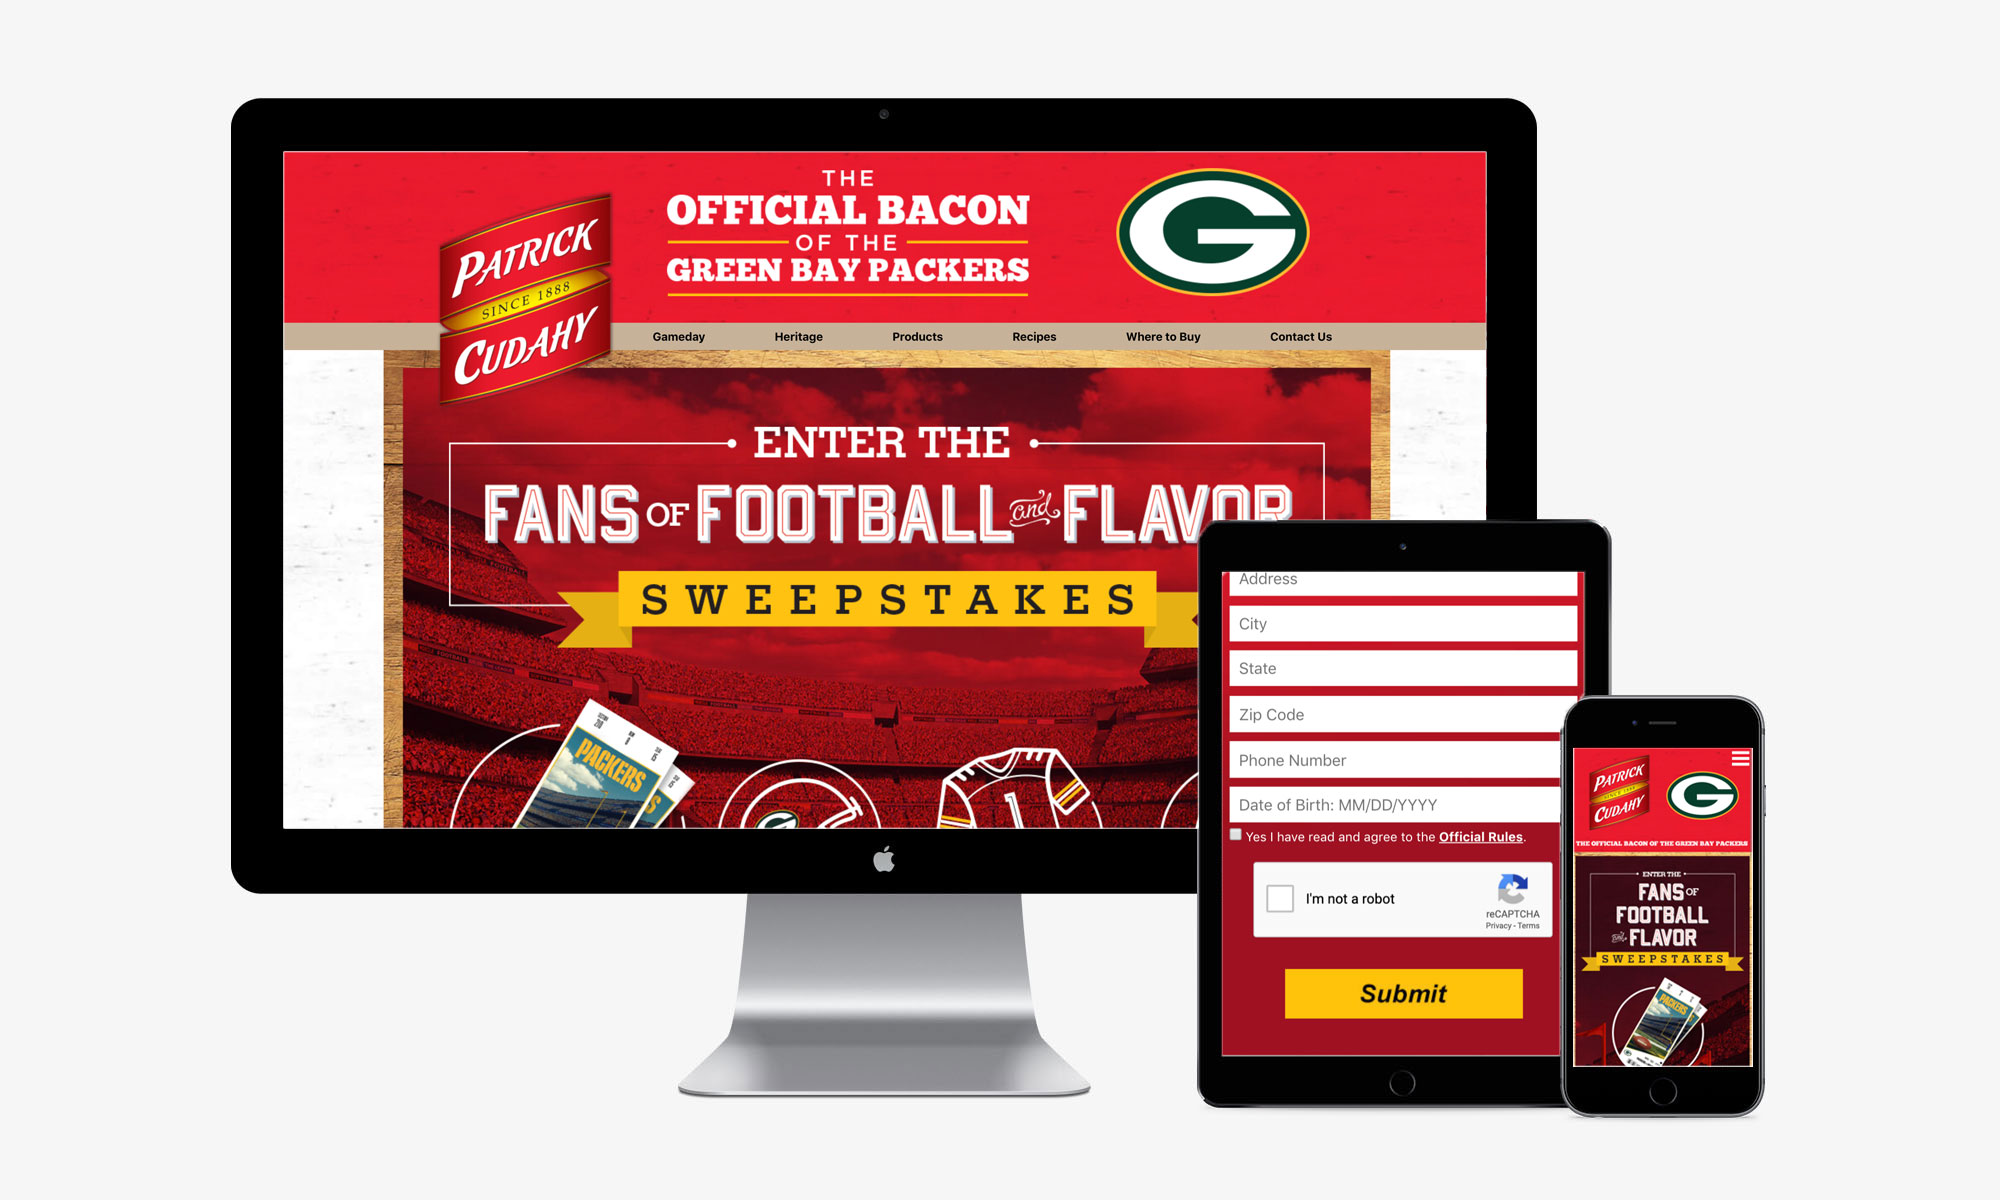 THE
OFFICIAL BACON
OF THE
GREEN BAY PACKERS
G
PATRICK
SINCE 1888
CUDAHY
Gameday Heritage Products Recipes Where to Buy Contact Us
ENTER THE
FANS OF FOOTBALL and FLAVOR
SWEEPSTAKES
PACKERS
Address
City
State
Zip Code
Phone Number
Date of Birth: MM/DD/YYYY
Yes I have read and agree to the Official Rules.
I'm not a robot
reCAPTCHA
Privacy - Terms
Submit
PATRICK
SINCE 1888
CUDAHY
G
THE OFFICIAL BACON OF THE GREEN BAY PACKERS
ENTER THE
FANS OF
FOOTBALL
and FLAVOR
SWEEPSTAKES
PACKERS